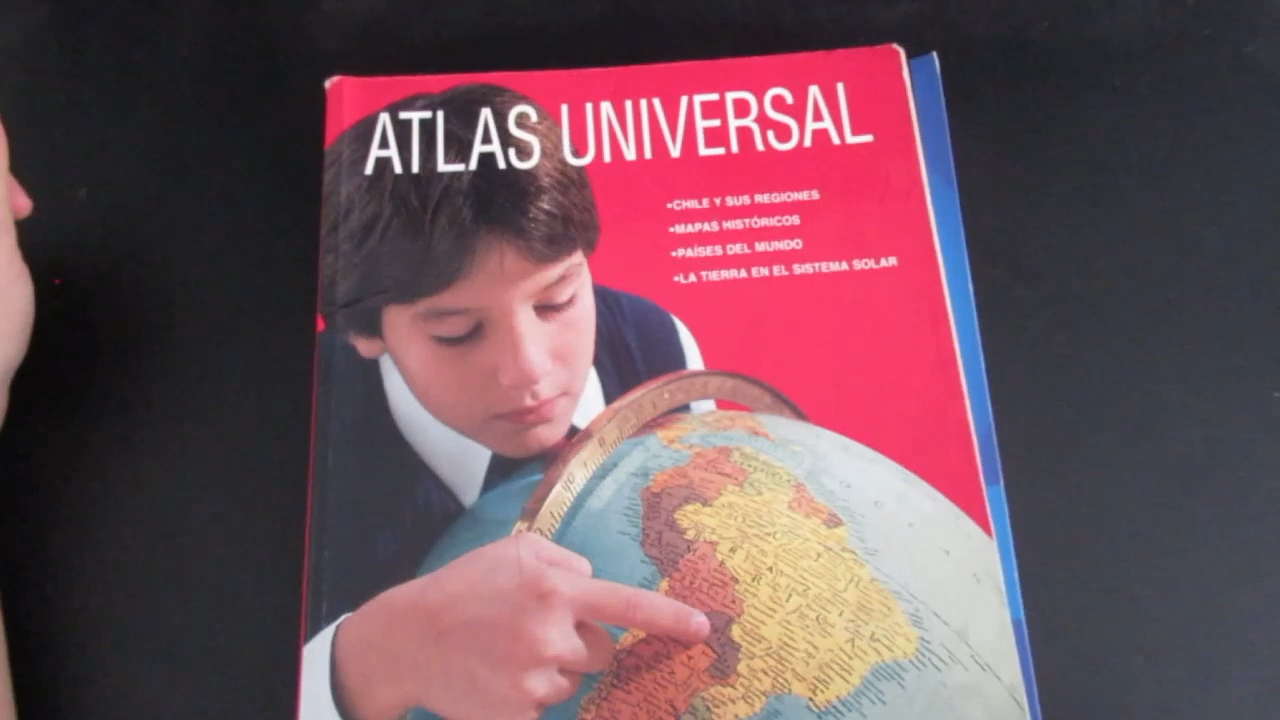 ATLAS UNIVERSAL
•CHILE Y SUS REGIONES
•MAPAS HISTÓRICOS
•PAÍSES DEL MUNDO
•LA TIERRA EN EL SISTEMA SOLAR